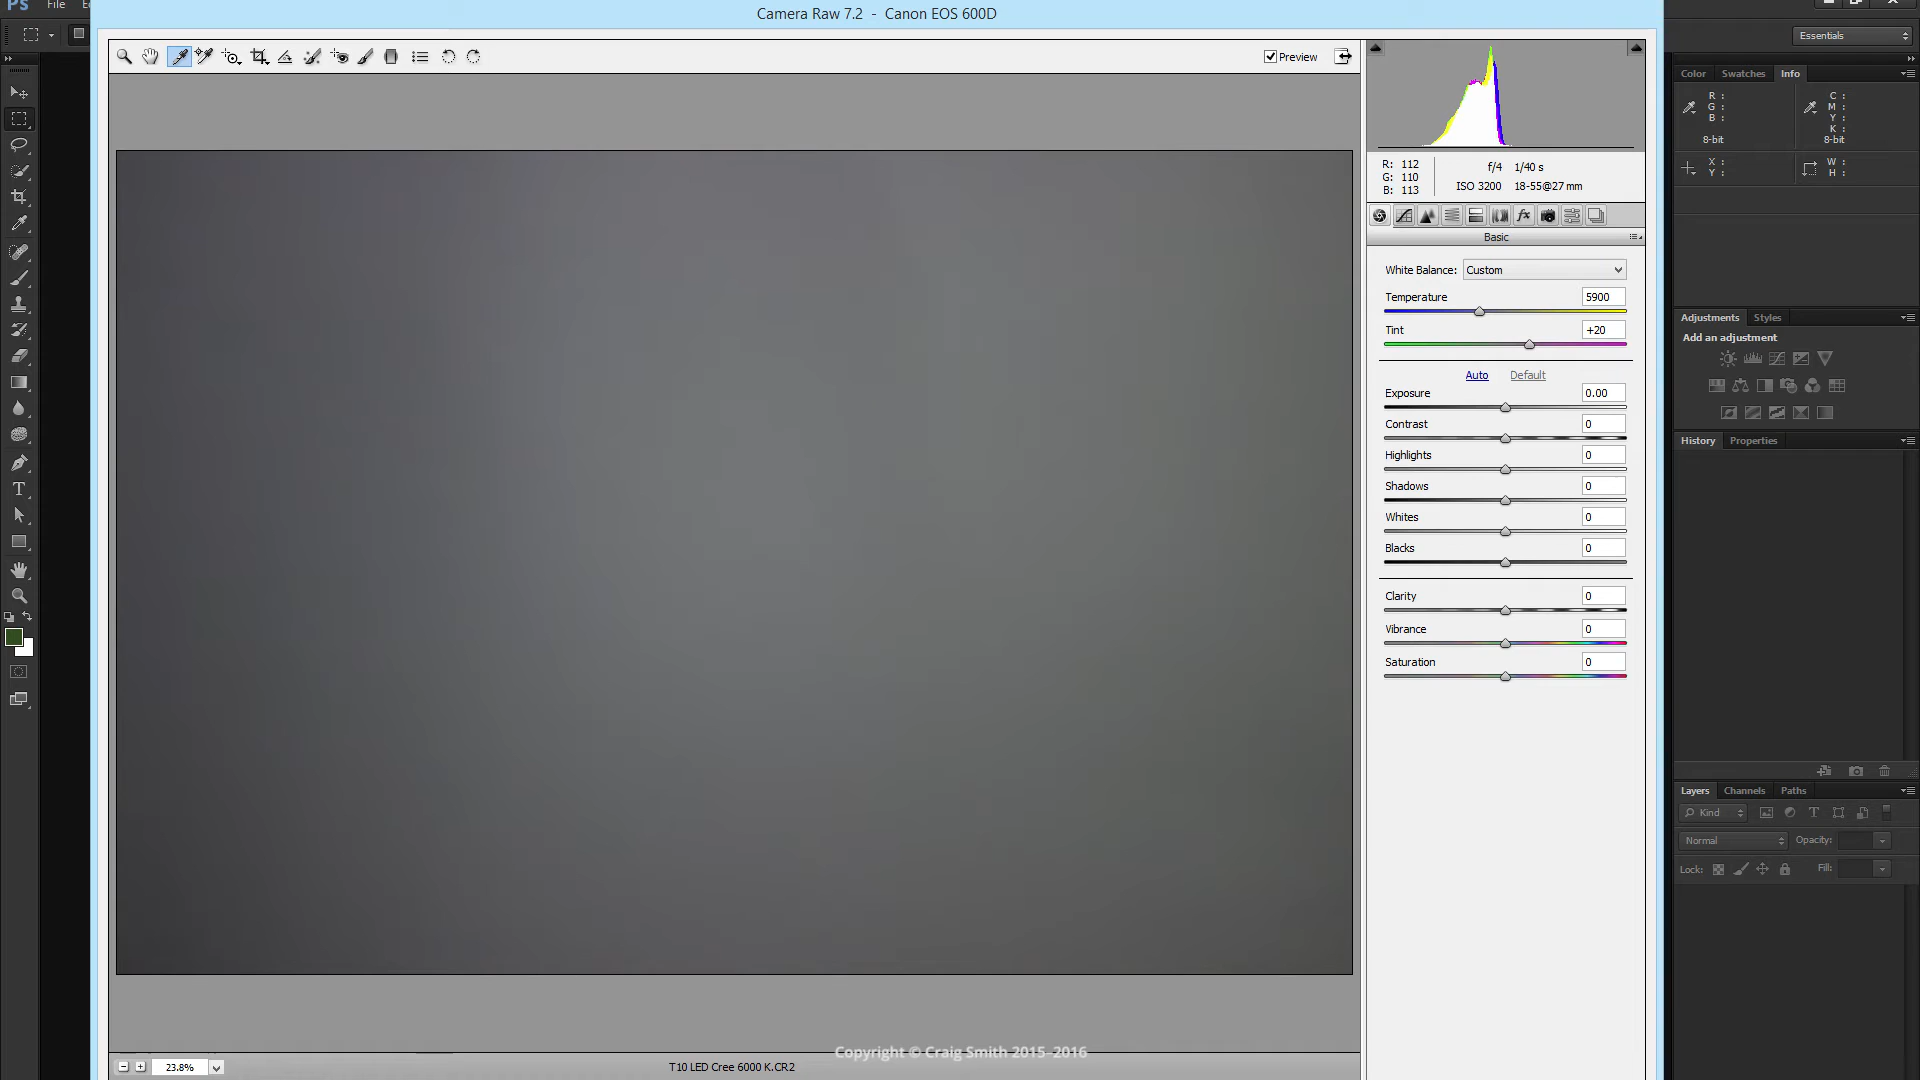 Ps File
Camera Raw 7.2 - Canon EOS 600D
Essentials
Preview
Color Swatches Info
R :
G :
B :
8-bit
C :
M :
Y :
K :
8-bit
X :
Y :
W :
H :
R: 112
G: 110
B: 113
f/4 1/40 s
ISO 3200 18-55@27 mm
Basic
White Balance: Custom
Temperature 5900
Tint +20
Auto Default
Exposure 0.00
Contrast 0
Highlights 0
Shadows 0
Whites 0
Blacks 0
Clarity 0
Vibrance 0
Saturation 0
Adjustments Styles
Add an adjustment
History Properties
Layers Channels Paths
Kind
Normal Opacity:
Lock: Fill:
Copyright © Craig Smith 2015-2016
23.8% T10 LED Cree 6000 K.CR2